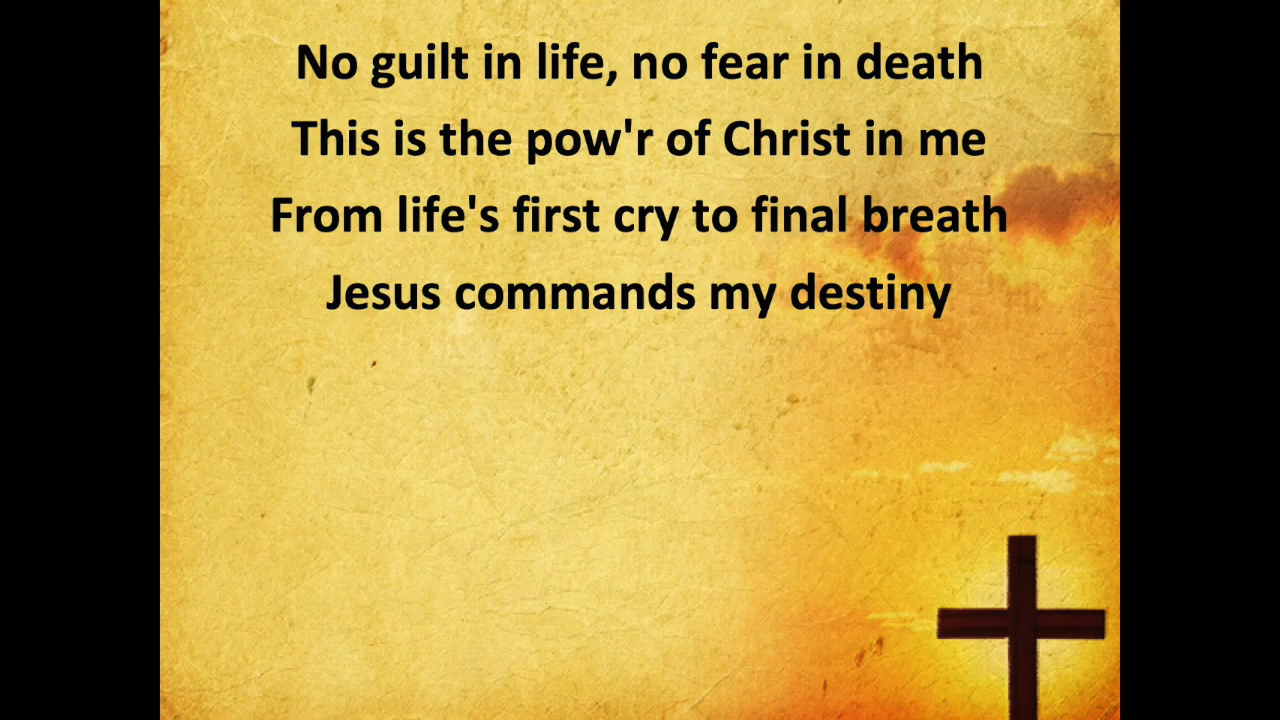 No guilt in life, no fear in death
This is the pow'r of Christ in me
From life's first cry to final breath
Jesus commands my destiny